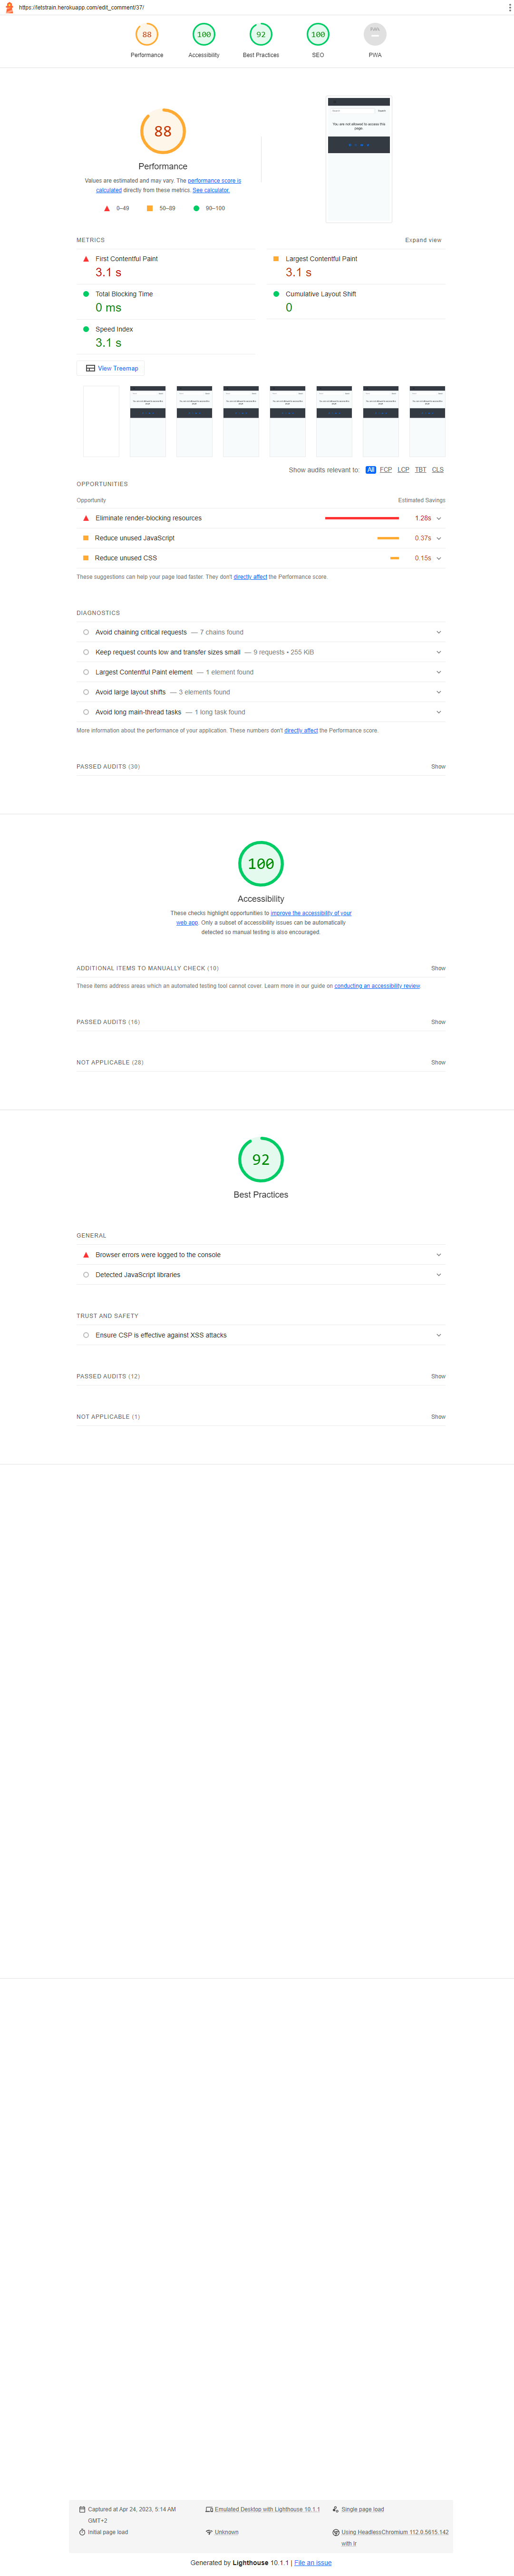 https://letstrain.herokuapp.com/edit_comment/37/
88
100
92
100
Performance
Accessibility
Best Practices
SEO
PWA
88
Performance
Values are estimated and may vary. The performance score is
calculated directly from these metrics. See calculator.
0–49
50–89
90–100
You are not allowed to access this
page.
METRICS
Expand view
First Contentful Paint
3.1 s
Largest Contentful Paint
3.1 s
Total Blocking Time
0 ms
Cumulative Layout Shift
0
Speed Index
3.1 s
View Treemap
Show audits relevant to: All FCP LCP TBT CLS
OPPORTUNITIES
Opportunity
Estimated Savings
Eliminate render-blocking resources
1.28s
Reduce unused JavaScript
0.37s
Reduce unused CSS
0.15s
These suggestions can help your page load faster. They don't directly affect the Performance score.
DIAGNOSTICS
Avoid chaining critical requests — 7 chains found
Keep request counts low and transfer sizes small — 9 requests • 255 KiB
Largest Contentful Paint element — 1 element found
Avoid large layout shifts — 3 elements found
Avoid long main-thread tasks — 1 long task found
More information about the performance of your application. These numbers don't directly affect the Performance score.
PASSED AUDITS (30)
Show
100
Accessibility
These checks highlight opportunities to improve the accessibility of your
web app. Only a subset of accessibility issues can be automatically
detected so manual testing is also encouraged.
ADDITIONAL ITEMS TO MANUALLY CHECK (10)
Show
These items address areas which an automated testing tool cannot cover. Learn more in our guide on conducting an accessibility review.
PASSED AUDITS (16)
Show
NOT APPLICABLE (28)
Show
92
Best Practices
GENERAL
Browser errors were logged to the console
Detected JavaScript libraries
TRUST AND SAFETY
Ensure CSP is effective against XSS attacks
PASSED AUDITS (12)
Show
NOT APPLICABLE (1)
Show
Captured at Apr 24, 2023, 5:14 AM
GMT+2
Emulated Desktop with Lighthouse 10.1.1
Single page load
Initial page load
Unknown
Using HeadlessChromium 112.0.5615.142
with lr
Generated by Lighthouse 10.1.1 | File an issue